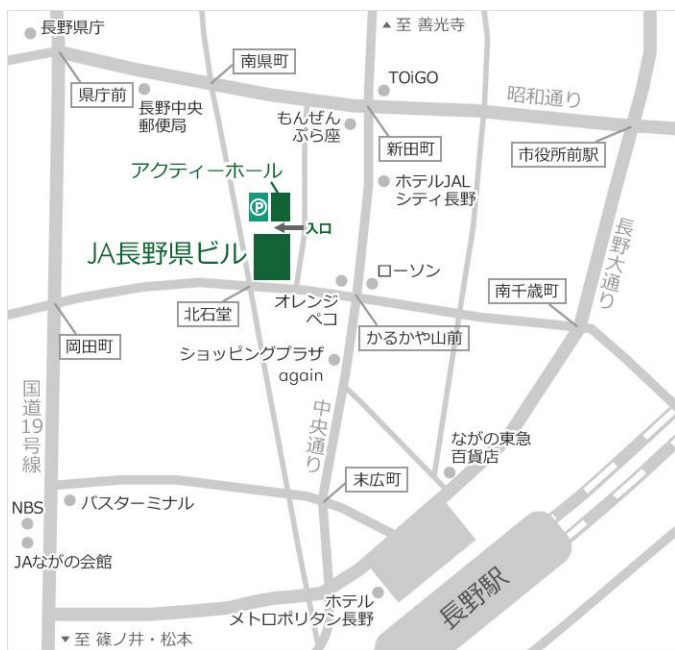 長野県庁
▲至 善光寺
南県町
TOiGO
県庁前
長野中央
郵便局
昭和通り
もんぜん
ぷら座
新田町
市役所前駅
アクティーホール
ホテルJAL
シティ長野
P
入口
JA長野県ビル
長野大通り
ローソン
オレンジ
ペコ
南千歳町
北石堂
かるかや山前
岡田町
ショッピングプラザ
again
国道19号線
中央通り
ながの東急
百貨店
末広町
バスターミナル
NBS
JAながの会館
長野駅
ホテル
メトロポリタン長野
▼至 篠ノ井・松本